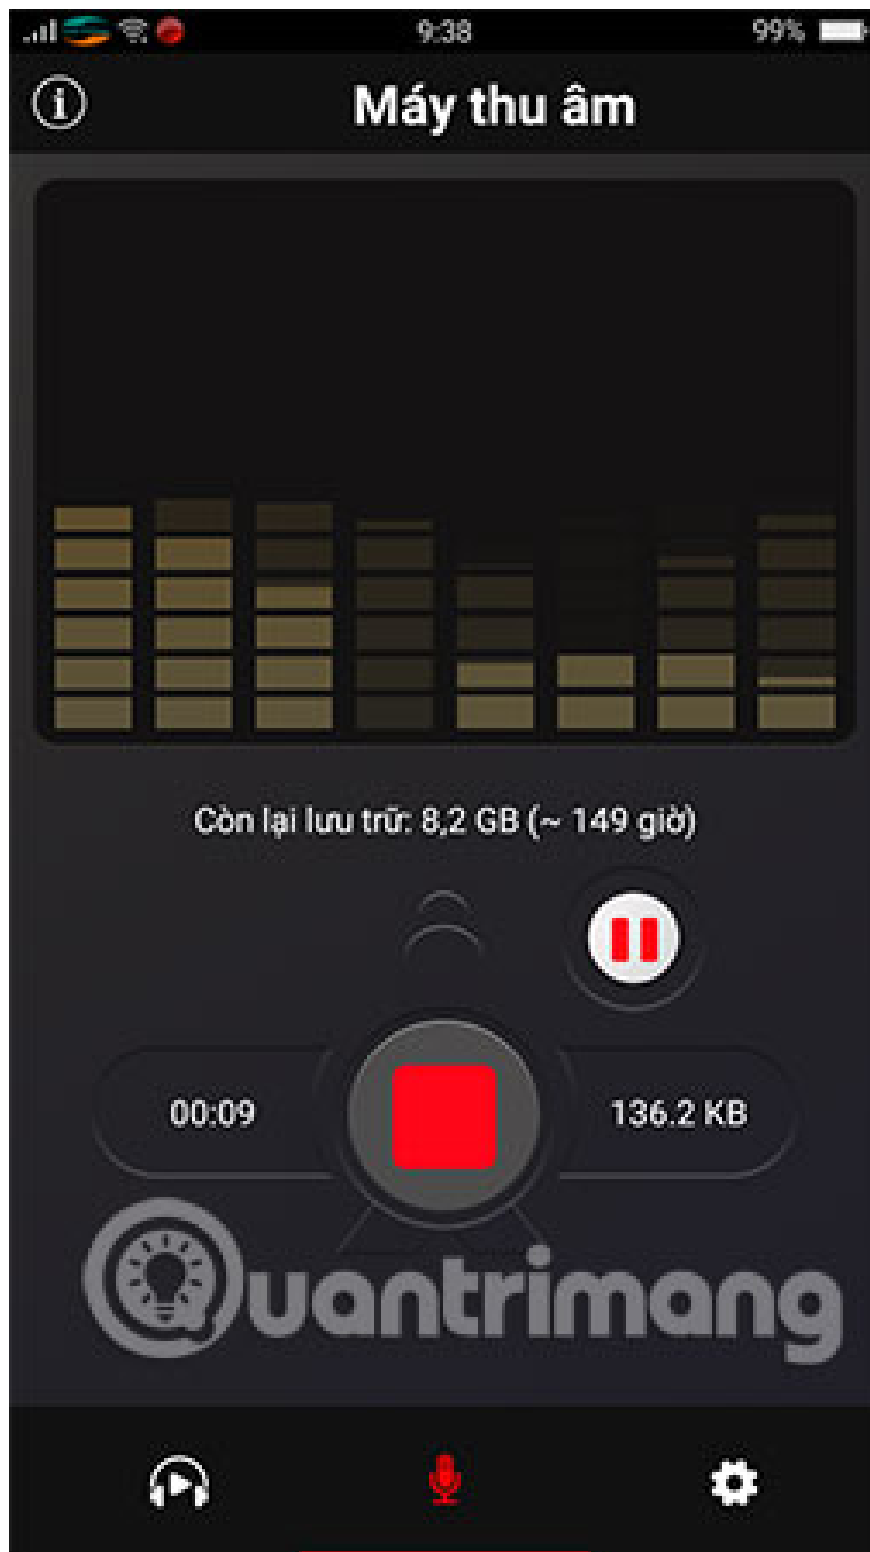 9:38
99%
Máy thu âm
Còn lại lưu trữ: 8,2 GB (~ 149 giờ)
00:09
136.2 KB
Quantrimang